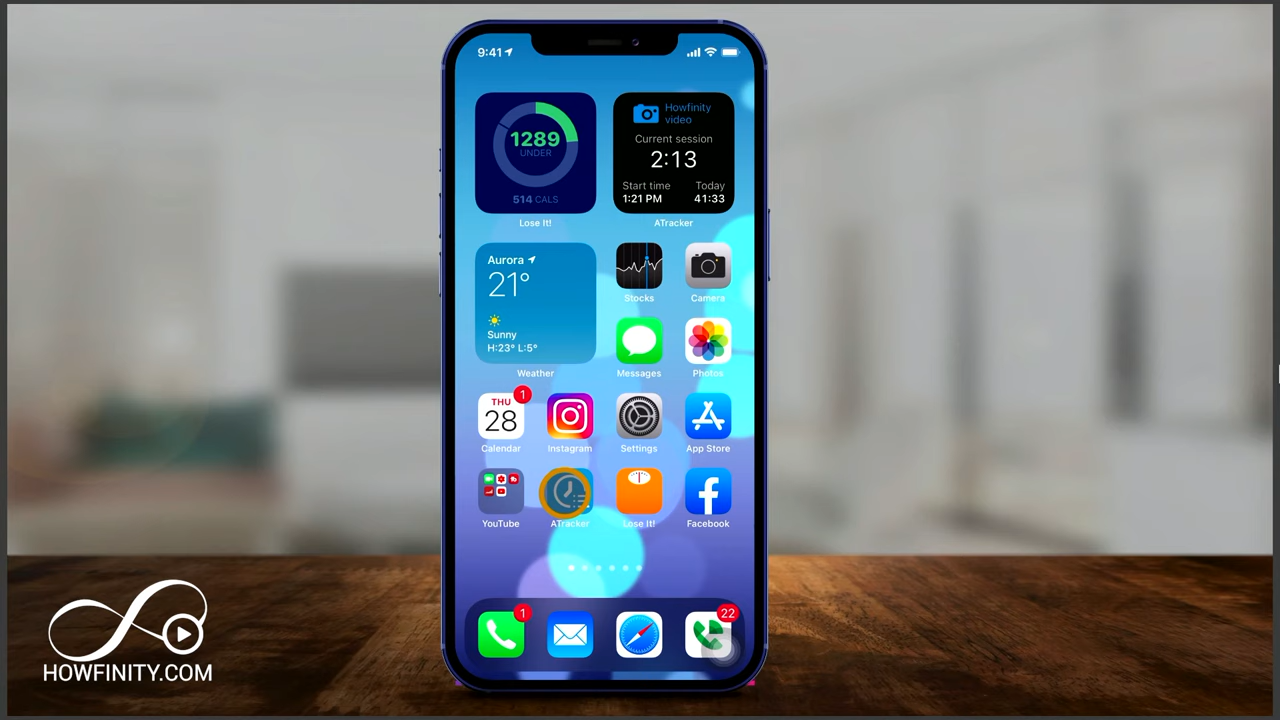 9:41
1289
UNDER
514 CALS
Lose It!
Howfinity
video
Current session
2:13
Start time Today
1:21 PM 41:33
ATracker
Aurora
21°
Sunny
H:23° L:5°
Weather
Stocks
Camera
Messages
Photos
THU
28
1
Calendar
Instagram
Settings
App Store
YouTube
ATracker
Lose It!
Facebook
1
22
HOWFINITY.COM